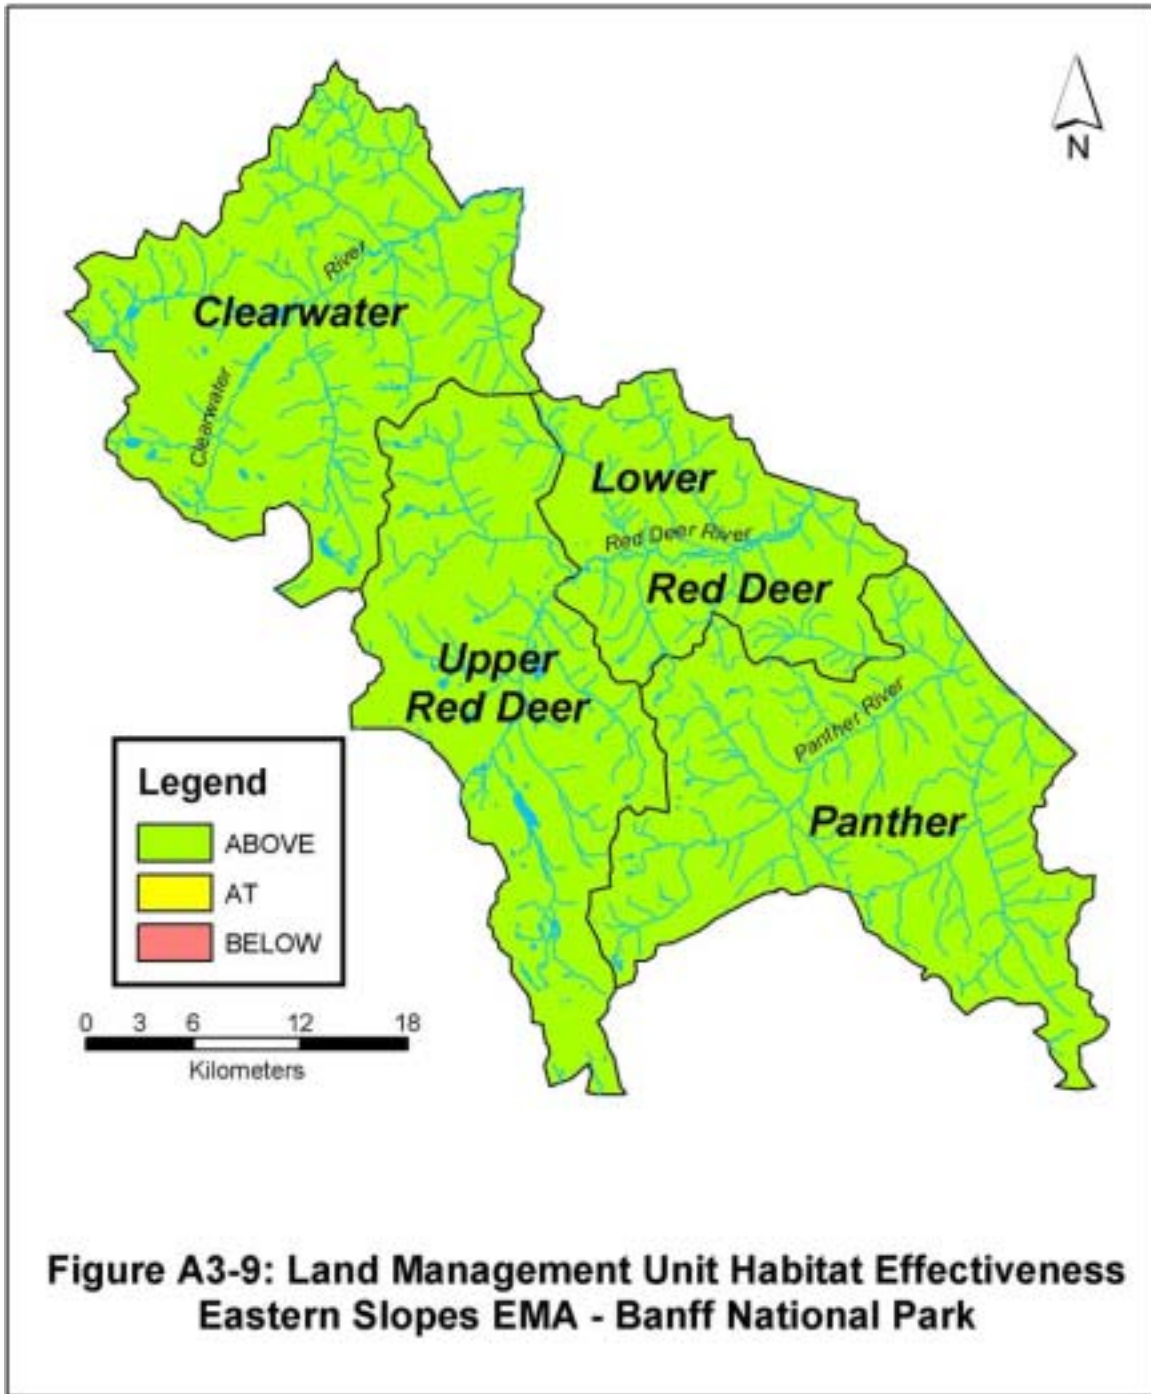 N
River
Clearwater
Clearwater
Lower
Red Deer River
Red Deer
Upper
Red Deer
Panther River
Panther
Legend
ABOVE
AT
BELOW
0 3 6 12 18
Kilometers
Figure A3-9: Land Management Unit Habitat Effectiveness
Eastern Slopes EMA - Banff National Park